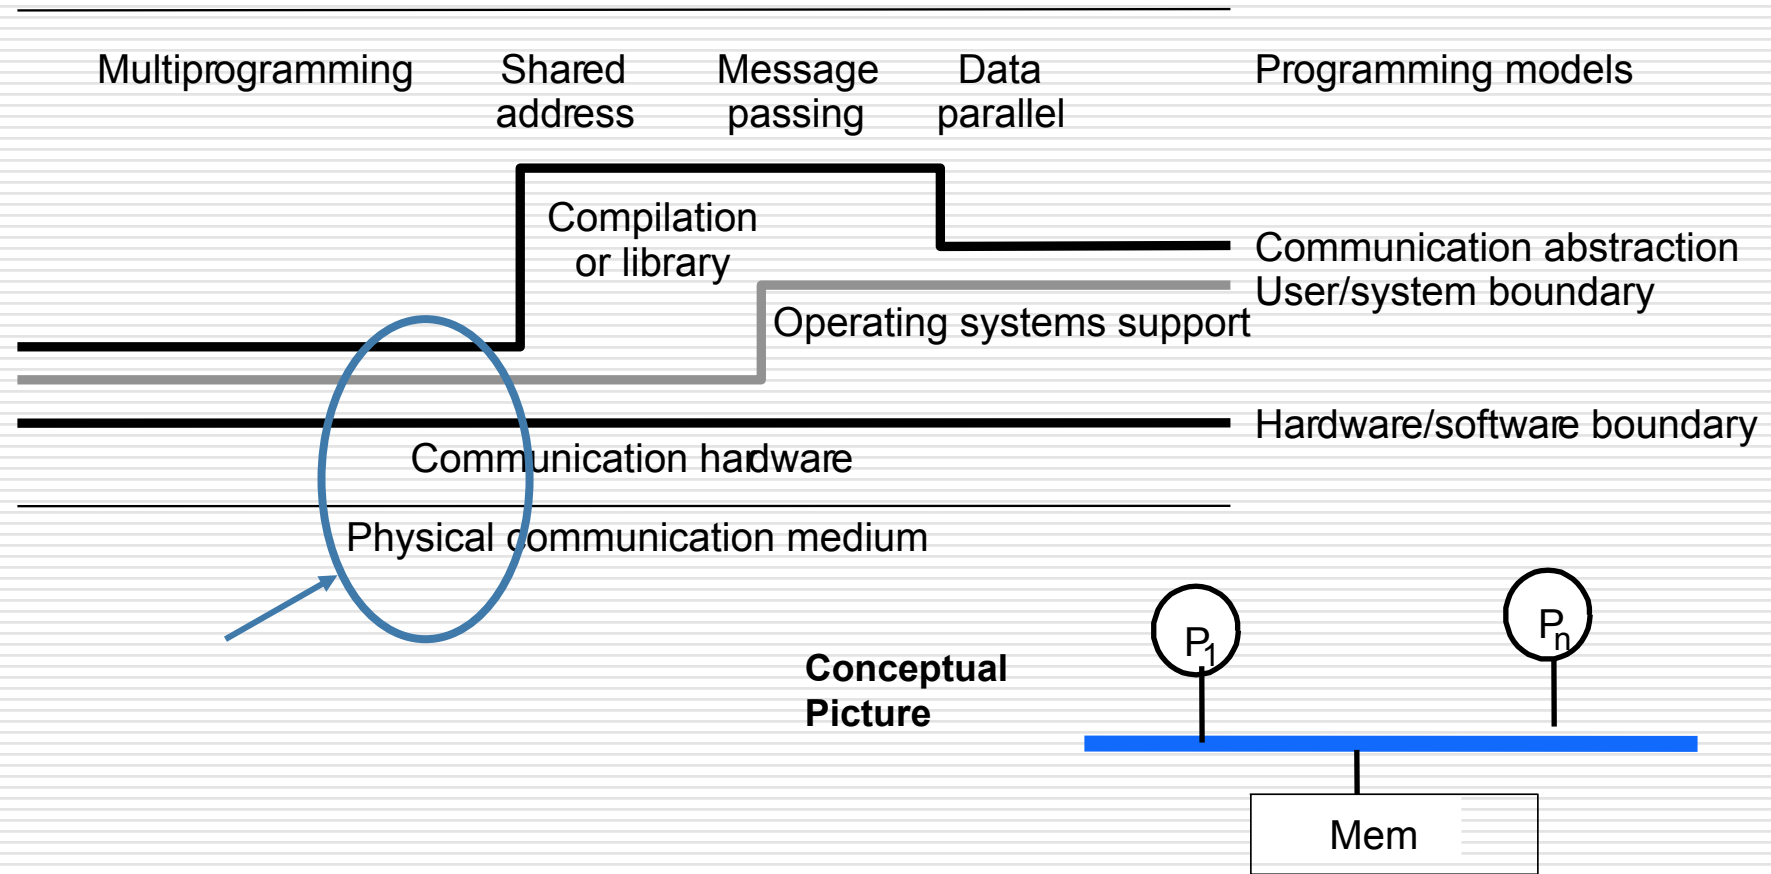 Multiprogramming
Shared
address
Message
passing
Data
parallel
Programming models
Compilation
or library
Communication abstraction
User/system boundary
Operating systems support
Hardware/software boundary
Communication hardware
Physical communication medium
Conceptual
Picture
P1
Pn
Mem